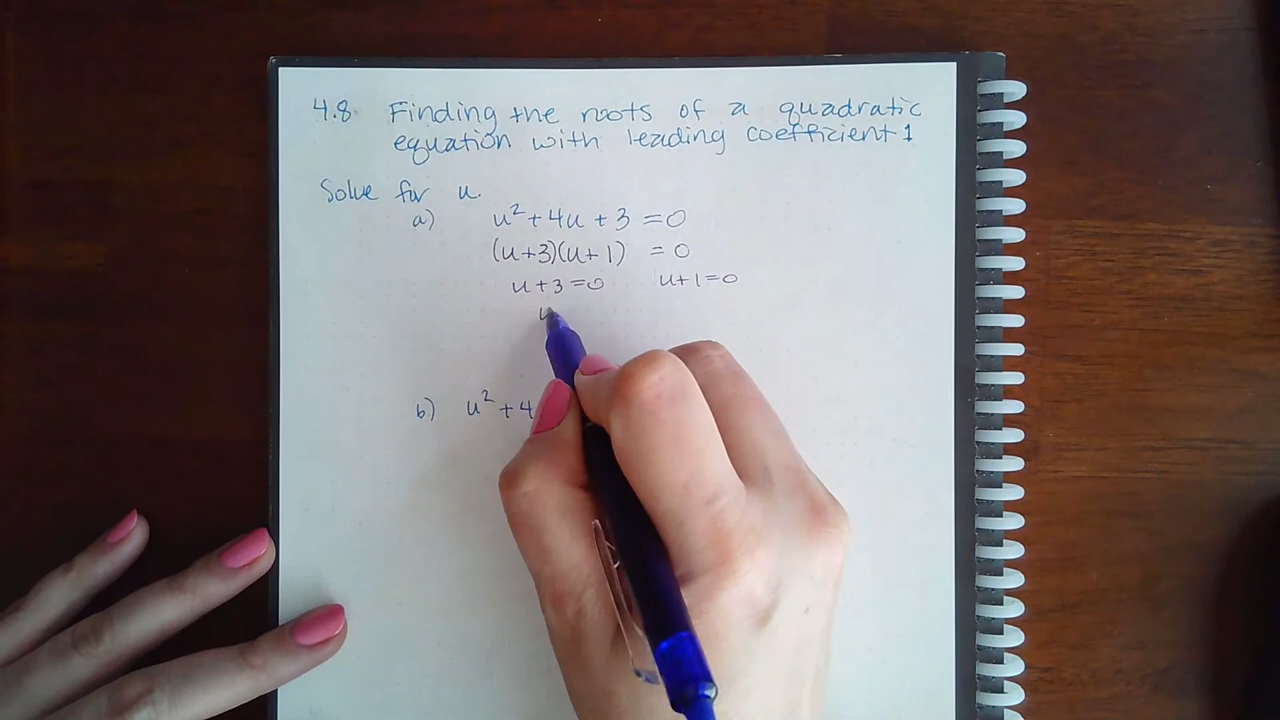 4.8 Finding the roots of a quadratic
equation with leading coefficient 1
Solve for u.
a) u² + 4u + 3 = 0
(u+3)(u+1) = 0
u+3=0 u+1=0
u
b) u² + 4